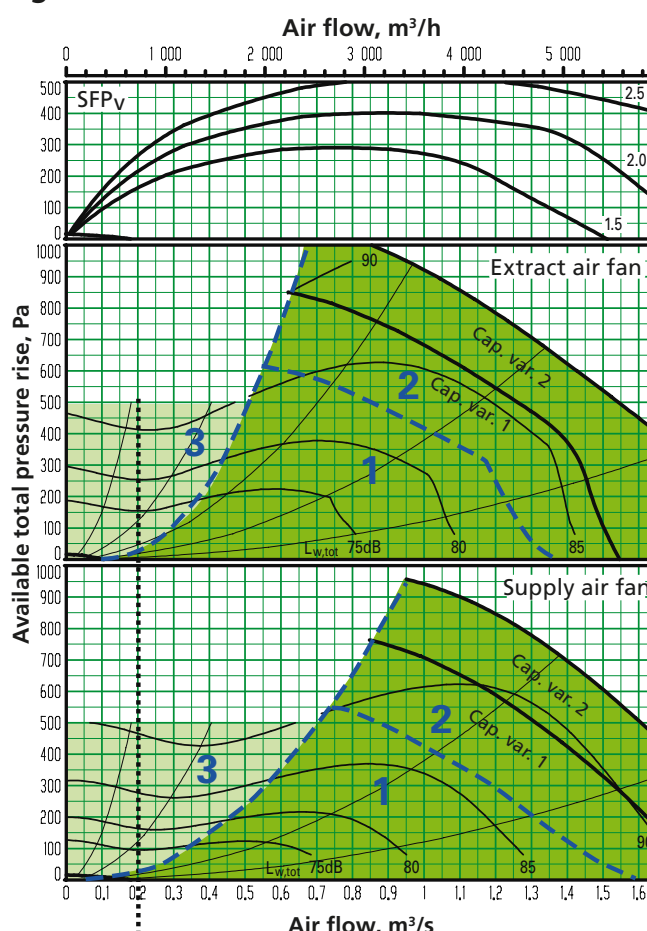 Air flow, m³/h
0 1 000 2 000 3 000 4 000 5 000
SFPv
500
400
300
200
100
0
2.5
2.0
1.5
Available total pressure rise, Pa
1000
900
800
700
600
500
400
300
200
100
0
Extract air fan
90
Cap. var. 2
Cap. var. 1
2
3
1
Lw,tot 75dB 80 85
1000
900
800
700
600
500
400
300
200
100
0
Supply air fan
Cap. var. 2
Cap. var. 1
2
3
1
Lw,tot 75dB 80 85 90
0 0.1 0.2 0.3 0.4 0.5 0.6 0.7 0.8 0.9 1 1.1 1.2 1.3 1.4 1.5 1.6
Air flow, m³/s